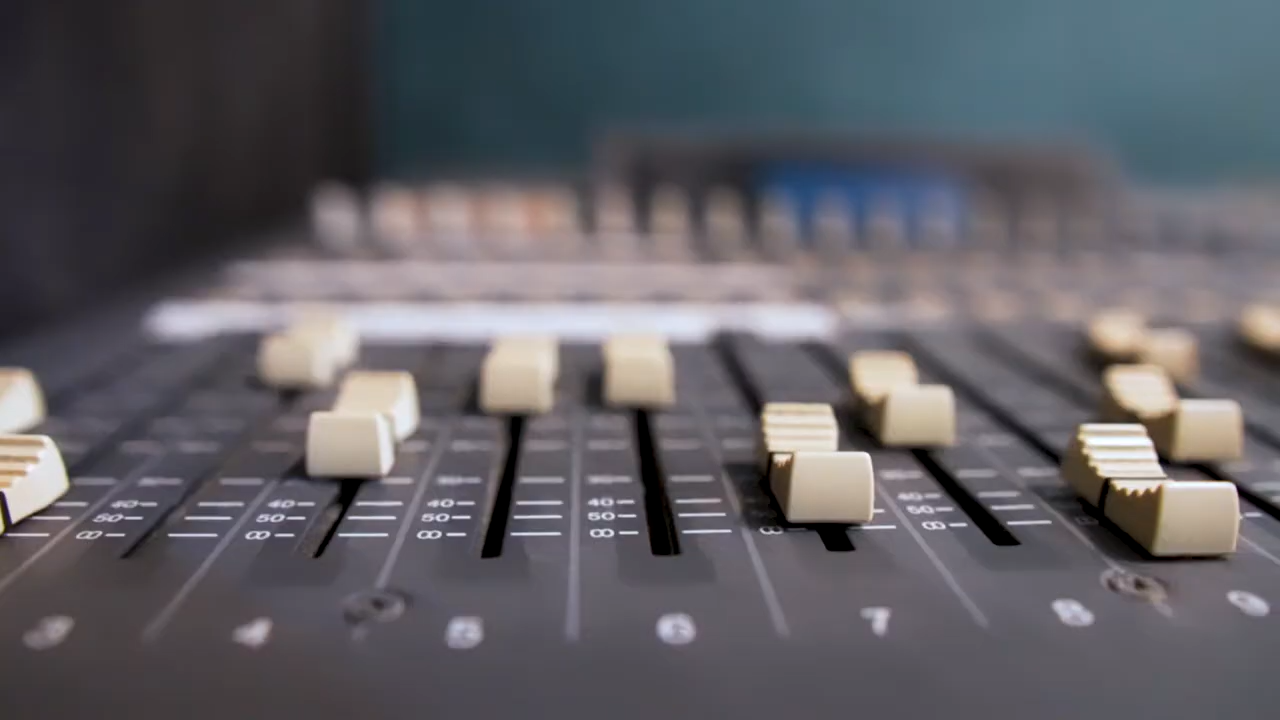 40 40 40 40 40
50 50 50 50 50
∞ ∞ ∞ ∞ ∞ ∞
3 4 5 6 7 8 9